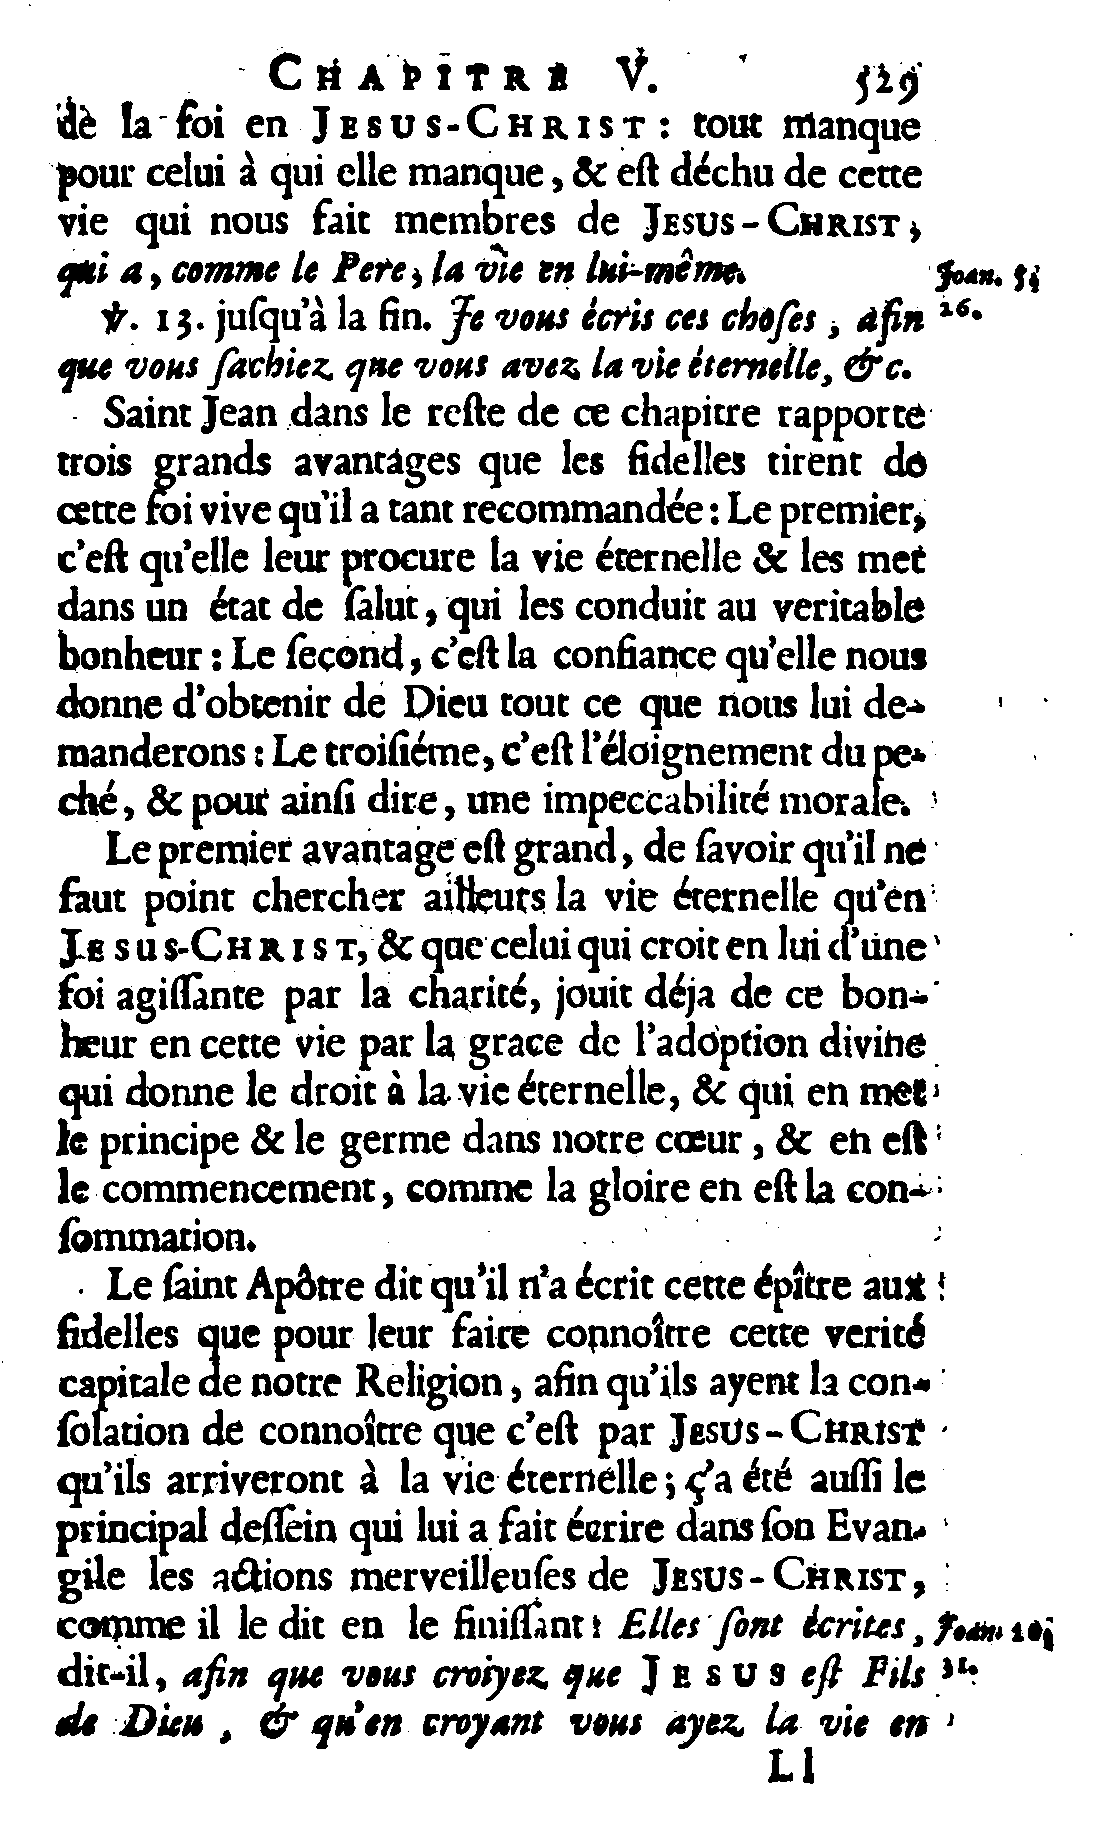 CHAPITRE V. 529
de la foi en JESUS-CHRIST : tout manque
pour celui à qui elle manque, & est déchu de cette
vie qui nous fait membres de JESUS-CHRIST,
qui a, comme le Pere, la vie en lui-même.
Joan. 5.
℣. 13. jusqu'à la fin. Je vous écris ces choses, afin
26.
que vous sachiez que vous avez la vie éternelle, &c.
Saint Jean dans le reste de ce chapitre rapporte
trois grands avantages que les fidelles tirent de
cette foi vive qu'il a tant recommandée : Le premier,
c'est qu'elle leur procure la vie éternelle & les met
dans un état de salut, qui les conduit au veritable
bonheur : Le second, c'est la confiance qu'elle nous
donne d'obtenir de Dieu tout ce que nous lui de-
manderons : Le troisiéme, c'est l'éloignement du pe-
ché, & pour ainsi dire, une impeccabilité morale.
Le premier avantage est grand, de savoir qu'il ne
faut point chercher ailleurs la vie éternelle qu'en
JESUS-CHRIST, & que celui qui croit en lui d'une
foi agissante par la charité, jouit déja de ce bon-
heur en cette vie par la grace de l'adoption divine
qui donne le droit à la vie éternelle, & qui en met
le principe & le germe dans notre cœur, & en est
le commencement, comme la gloire en est la con-
sommation.
Le saint Apôtre dit qu'il n'a écrit cette épître aux
fidelles que pour leur faire connoître cette verité
capitale de notre Religion, afin qu'ils ayent la con-
solation de connoître que c'est par JESUS-CHRIST
qu'ils arriveront à la vie éternelle ; ç'a été aussi le
principal dessein qui lui a fait écrire dans son Evan-
gile les actions merveilleuses de JESUS-CHRIST,
comme il le dit en le finissant : Elles sont écrites,
Joan. 20.
dit-il, afin que vous croiyez que JESUS est Fils
31.
de Dieu, & qu'en croyant vous ayez la vie en
Ll